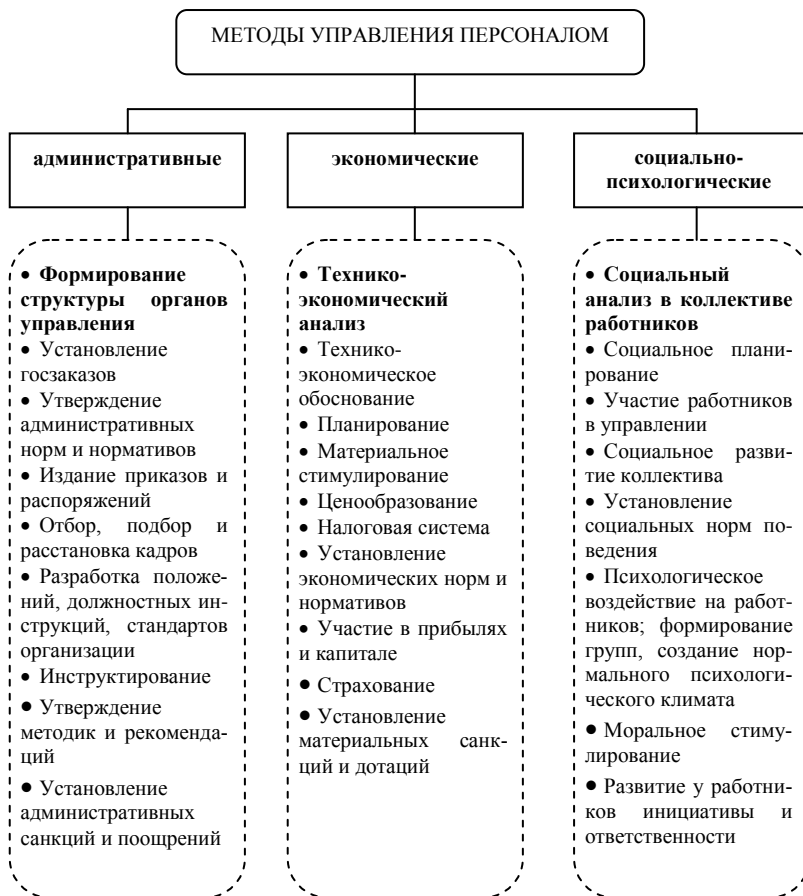 МЕТОДЫ УПРАВЛЕНИЯ ПЕРСОНАЛОМ
административные
экономические
социально-
психологические
• Формирование
структуры органов
управления
• Установление
госзаказов
• Утверждение
административных
норм и нормативов
• Издание приказов и
распоряжений
• Отбор, подбор и
расстановка кадров
• Разработка положе-
ний, должностных ин-
струкций, стандартов
организации
• Инструктирование
• Утверждение
методик и рекоменда-
ций
• Установление
административных
санкций и поощрений
• Технико-
экономический
анализ
• Технико-
экономическое
обоснование
• Планирование
• Материальное
стимулирование
• Ценообразование
• Налоговая система
• Установление
экономических норм и
нормативов
• Участие в прибылях
и капитале
• Страхование
• Установление
материальных санк-
ций и дотаций
• Социальный
анализ в коллективе
работников
• Социальное плани-
рование
• Участие работников
в управлении
• Социальное разви-
тие коллектива
• Установление
социальных норм по-
ведения
• Психологическое
воздействие на работ-
ников; формирование
групп, создание нор-
мального психологи-
ческого климата
• Моральное стиму-
лирование
• Развитие у работни-
ков инициативы и
ответственности